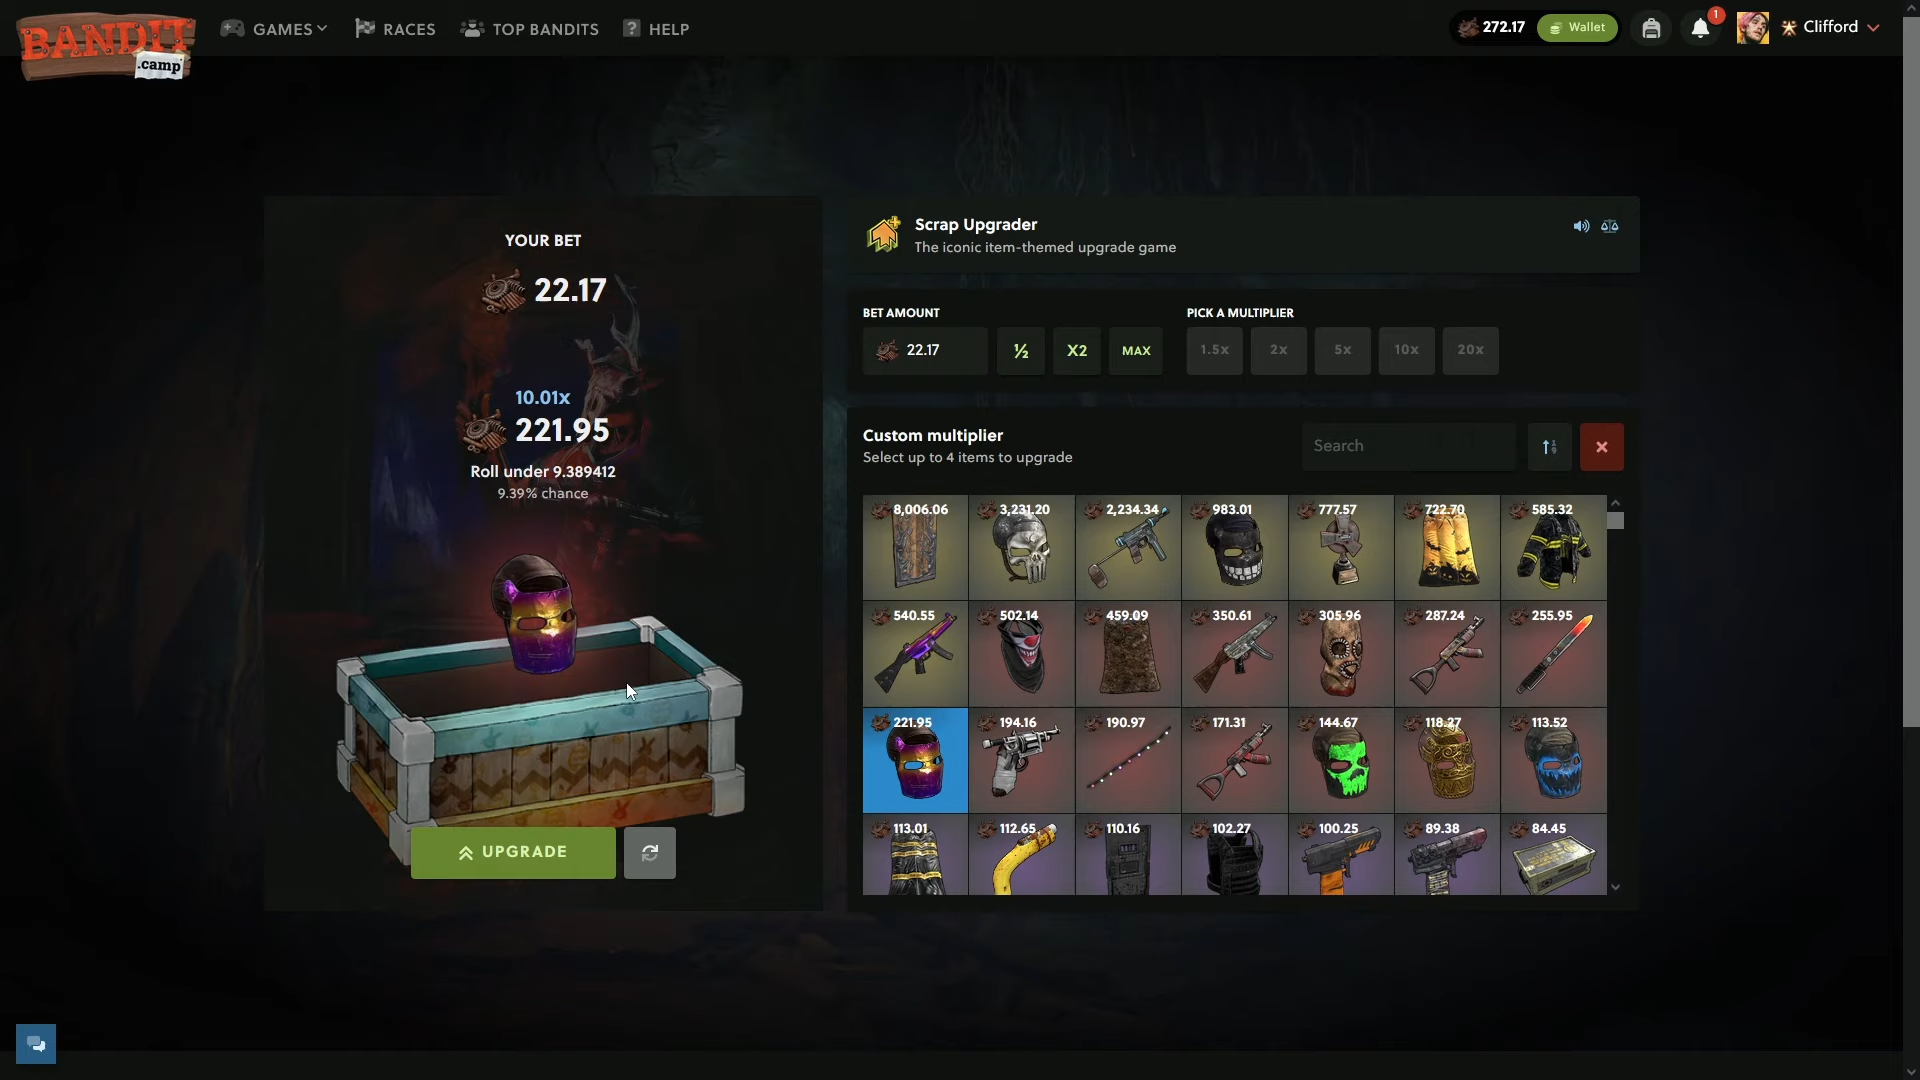 BANDIT
.camp
GAMES
RACES
TOP BANDITS
HELP
272.17
Wallet
1
Clifford
YOUR BET
22.17
10.01x
221.95
Roll under 9.389412
9.39% chance
UPGRADE
Scrap Upgrader
The iconic item-themed upgrade game
BET AMOUNT
PICK A MULTIPLIER
22.17
½
X2
MAX
1.5x
2x
5x
10x
20x
Custom multiplier
Select up to 4 items to upgrade
Search
8,006.06
3,231.20
2,234.34
983.01
777.57
722.70
585.32
540.55
502.14
459.09
350.61
305.96
287.24
255.95
221.95
194.16
190.97
171.31
144.67
118.27
113.52
113.01
112.65
110.16
102.27
100.25
89.38
84.45